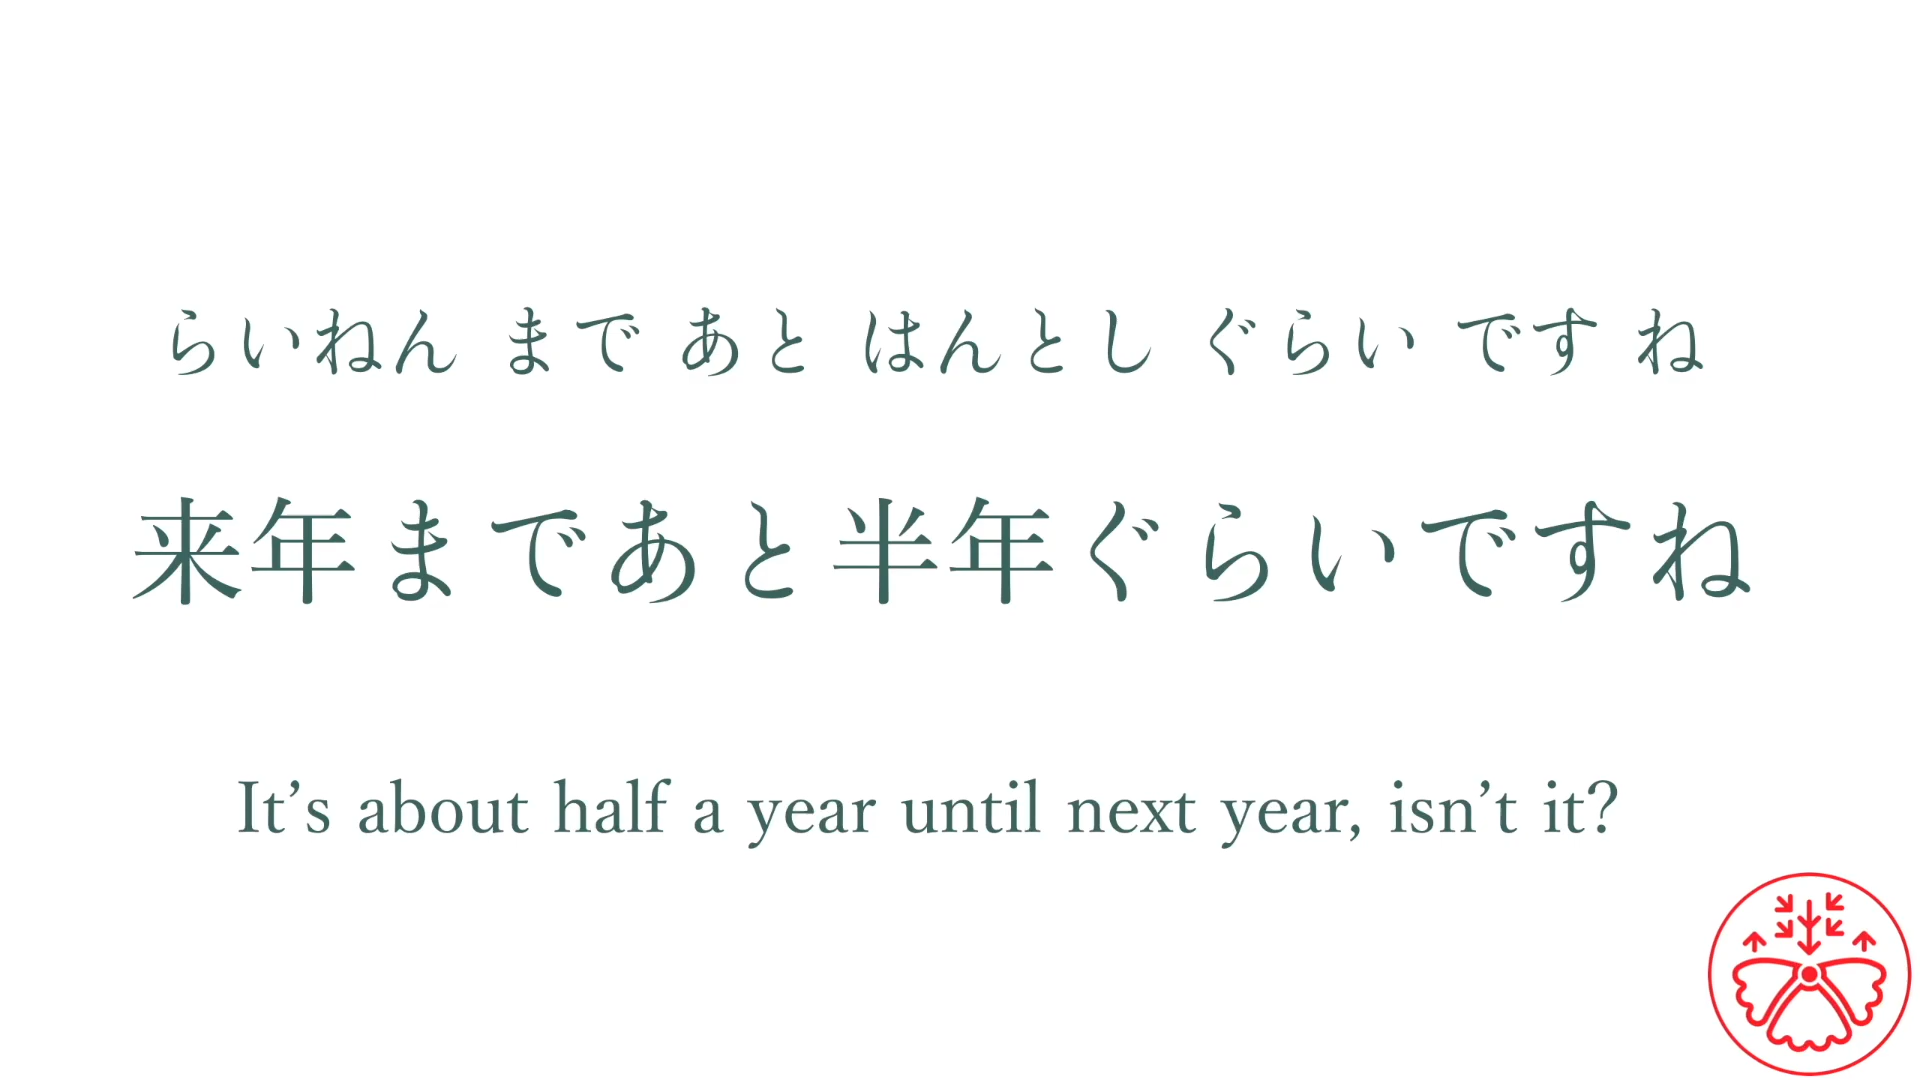 らいねん まで あと はんとし ぐらい です ね
来年まであと半年ぐらいですね
It’s about half a year until next year, isn’t it?